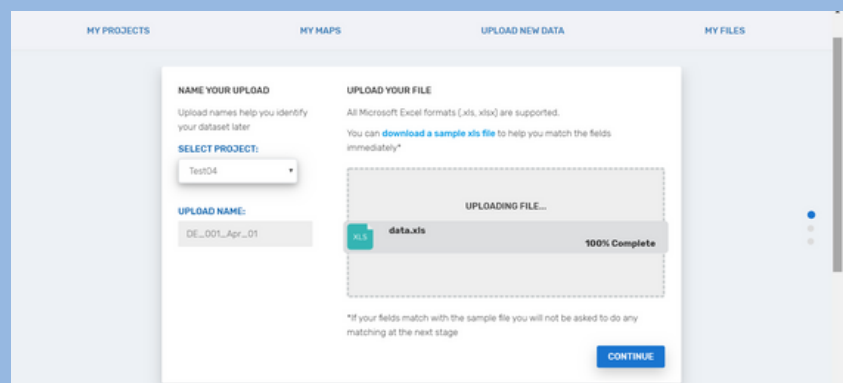 MY PROJECTS
MY MAPS
UPLOAD NEW DATA
MY FILES
NAME YOUR UPLOAD
Upload names help you identify
your dataset later
SELECT PROJECT:
Test04
UPLOAD NAME:
DE_001_Apr_01
UPLOAD YOUR FILE
All Microsoft Excel formats (.xls, xlsx) are supported.
You can download a sample xls file to help you match the fields
immediately*
UPLOADING FILE...
XLS
data.xls
100% Complete
*If your fields match with the sample file you will not be asked to do any
matching at the next stage
CONTINUE